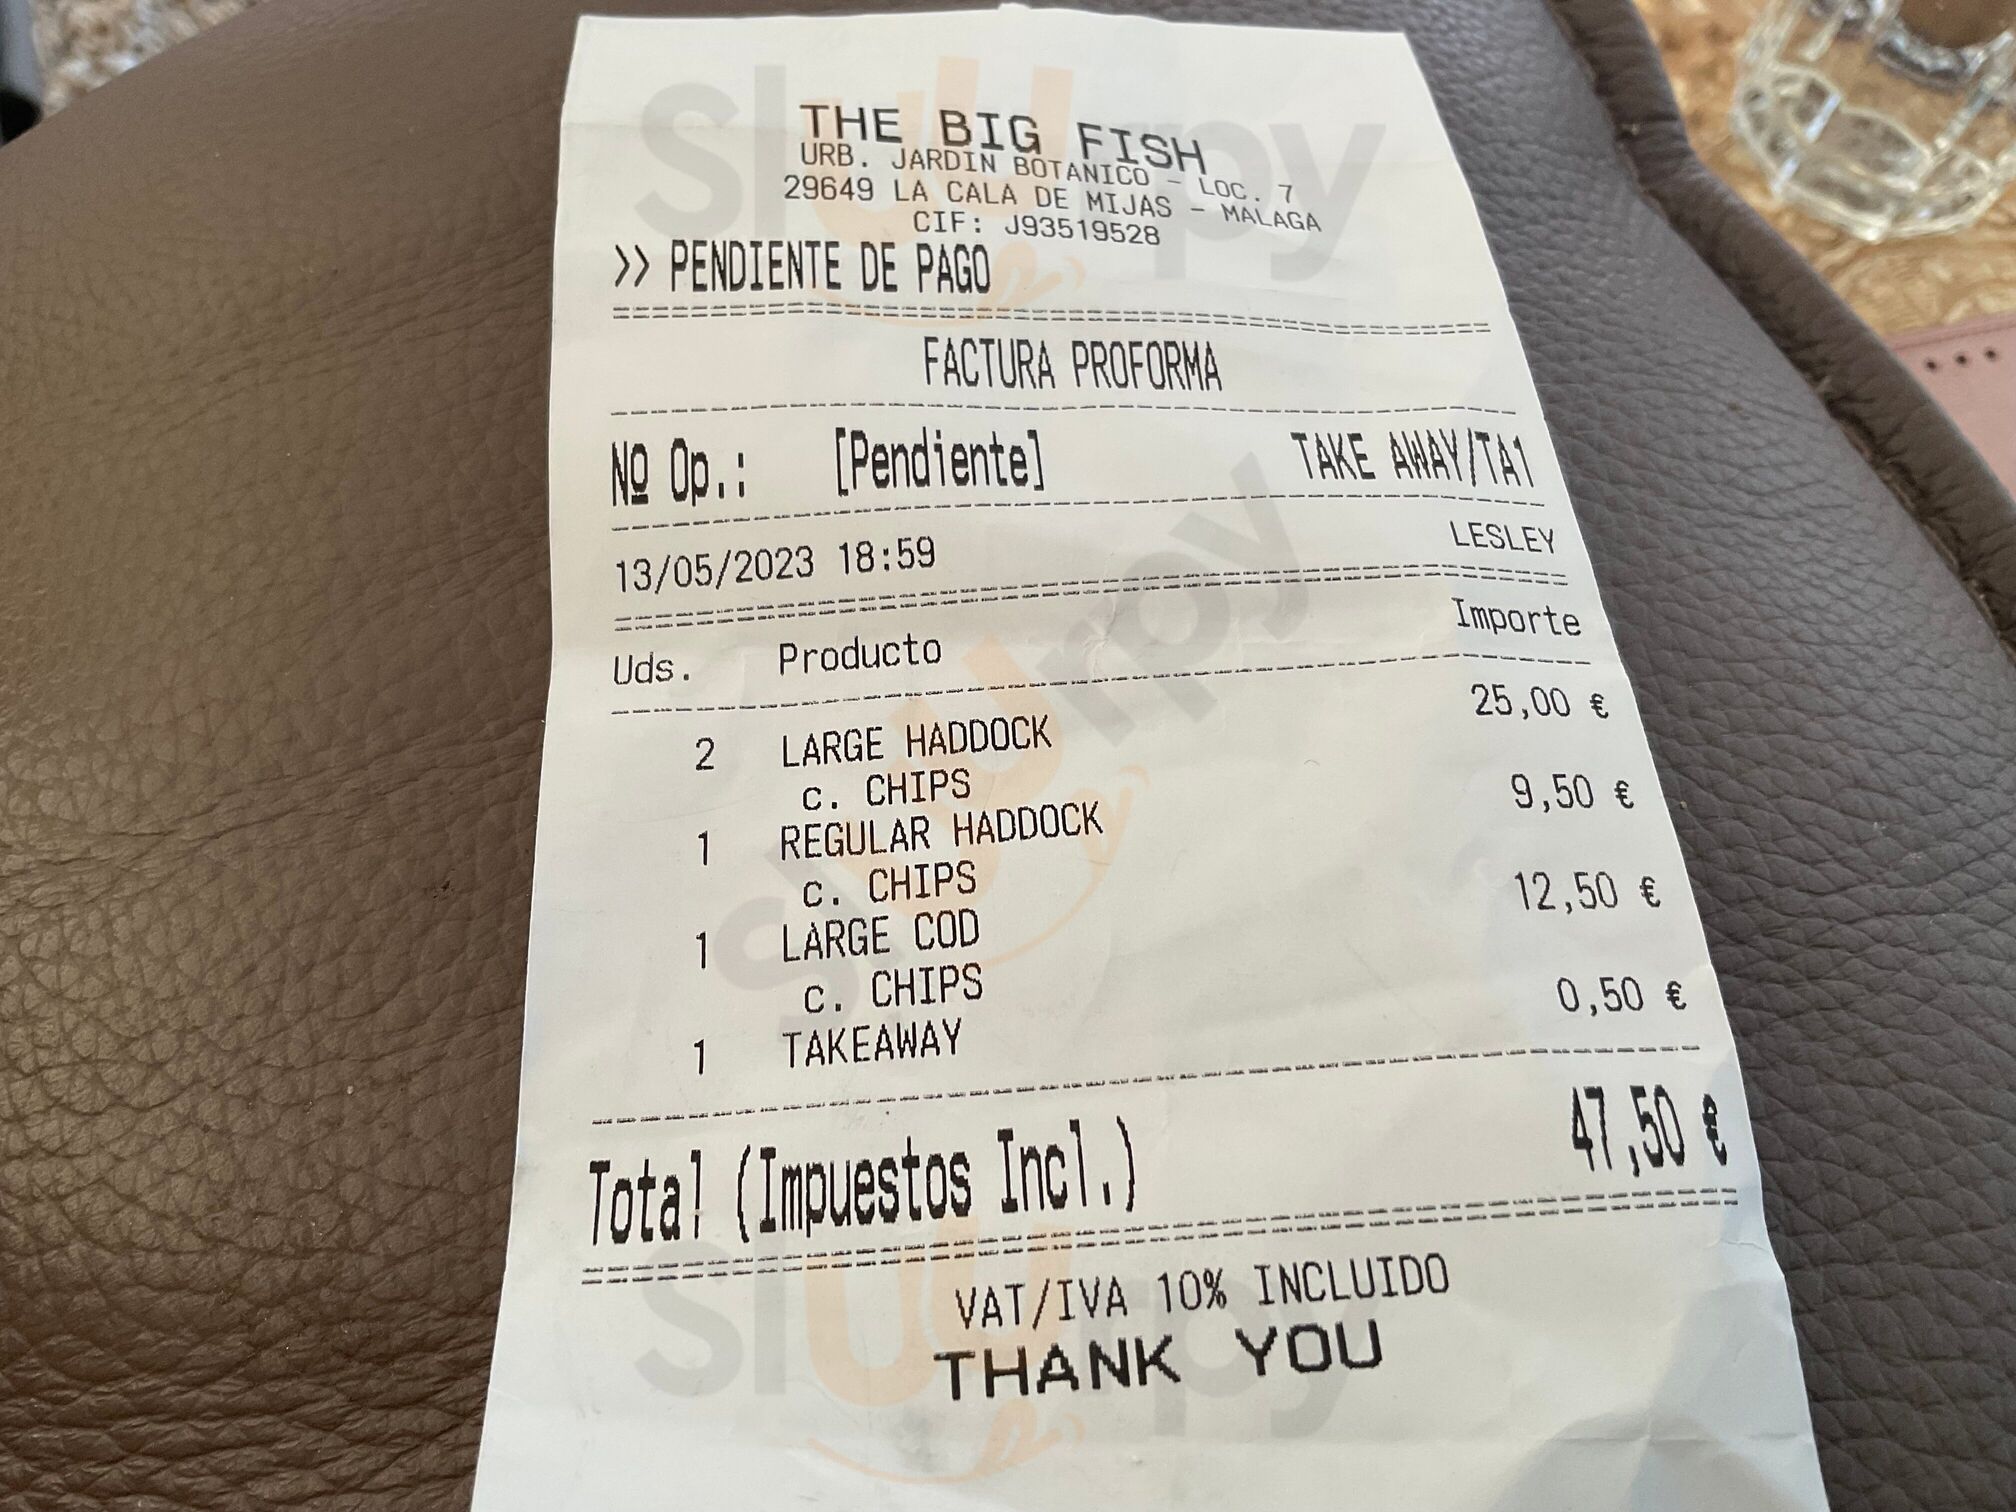 THE BIG FISH
URB. JARDIN BOTANICO - LOC. 7
29649 LA CALA DE MIJAS - MALAGA
CIF: J93519528
>> PENDIENTE DE PAGO
FACTURA PROFORMA
Nº Op.: [Pendiente] TAKE AWAY/TA1
13/05/2023 18:59 LESLEY
Uds. Producto Importe
2 LARGE HADDOCK 25,00 €
c. CHIPS
1 REGULAR HADDOCK 9,50 €
c. CHIPS
1 LARGE COD 12,50 €
c. CHIPS
1 TAKEAWAY 0,50 €
Total (Impuestos Incl.) 47,50 €
VAT/IVA 10% INCLUIDO
THANK YOU
Sluurpy
Sluurpy
Sluurpy